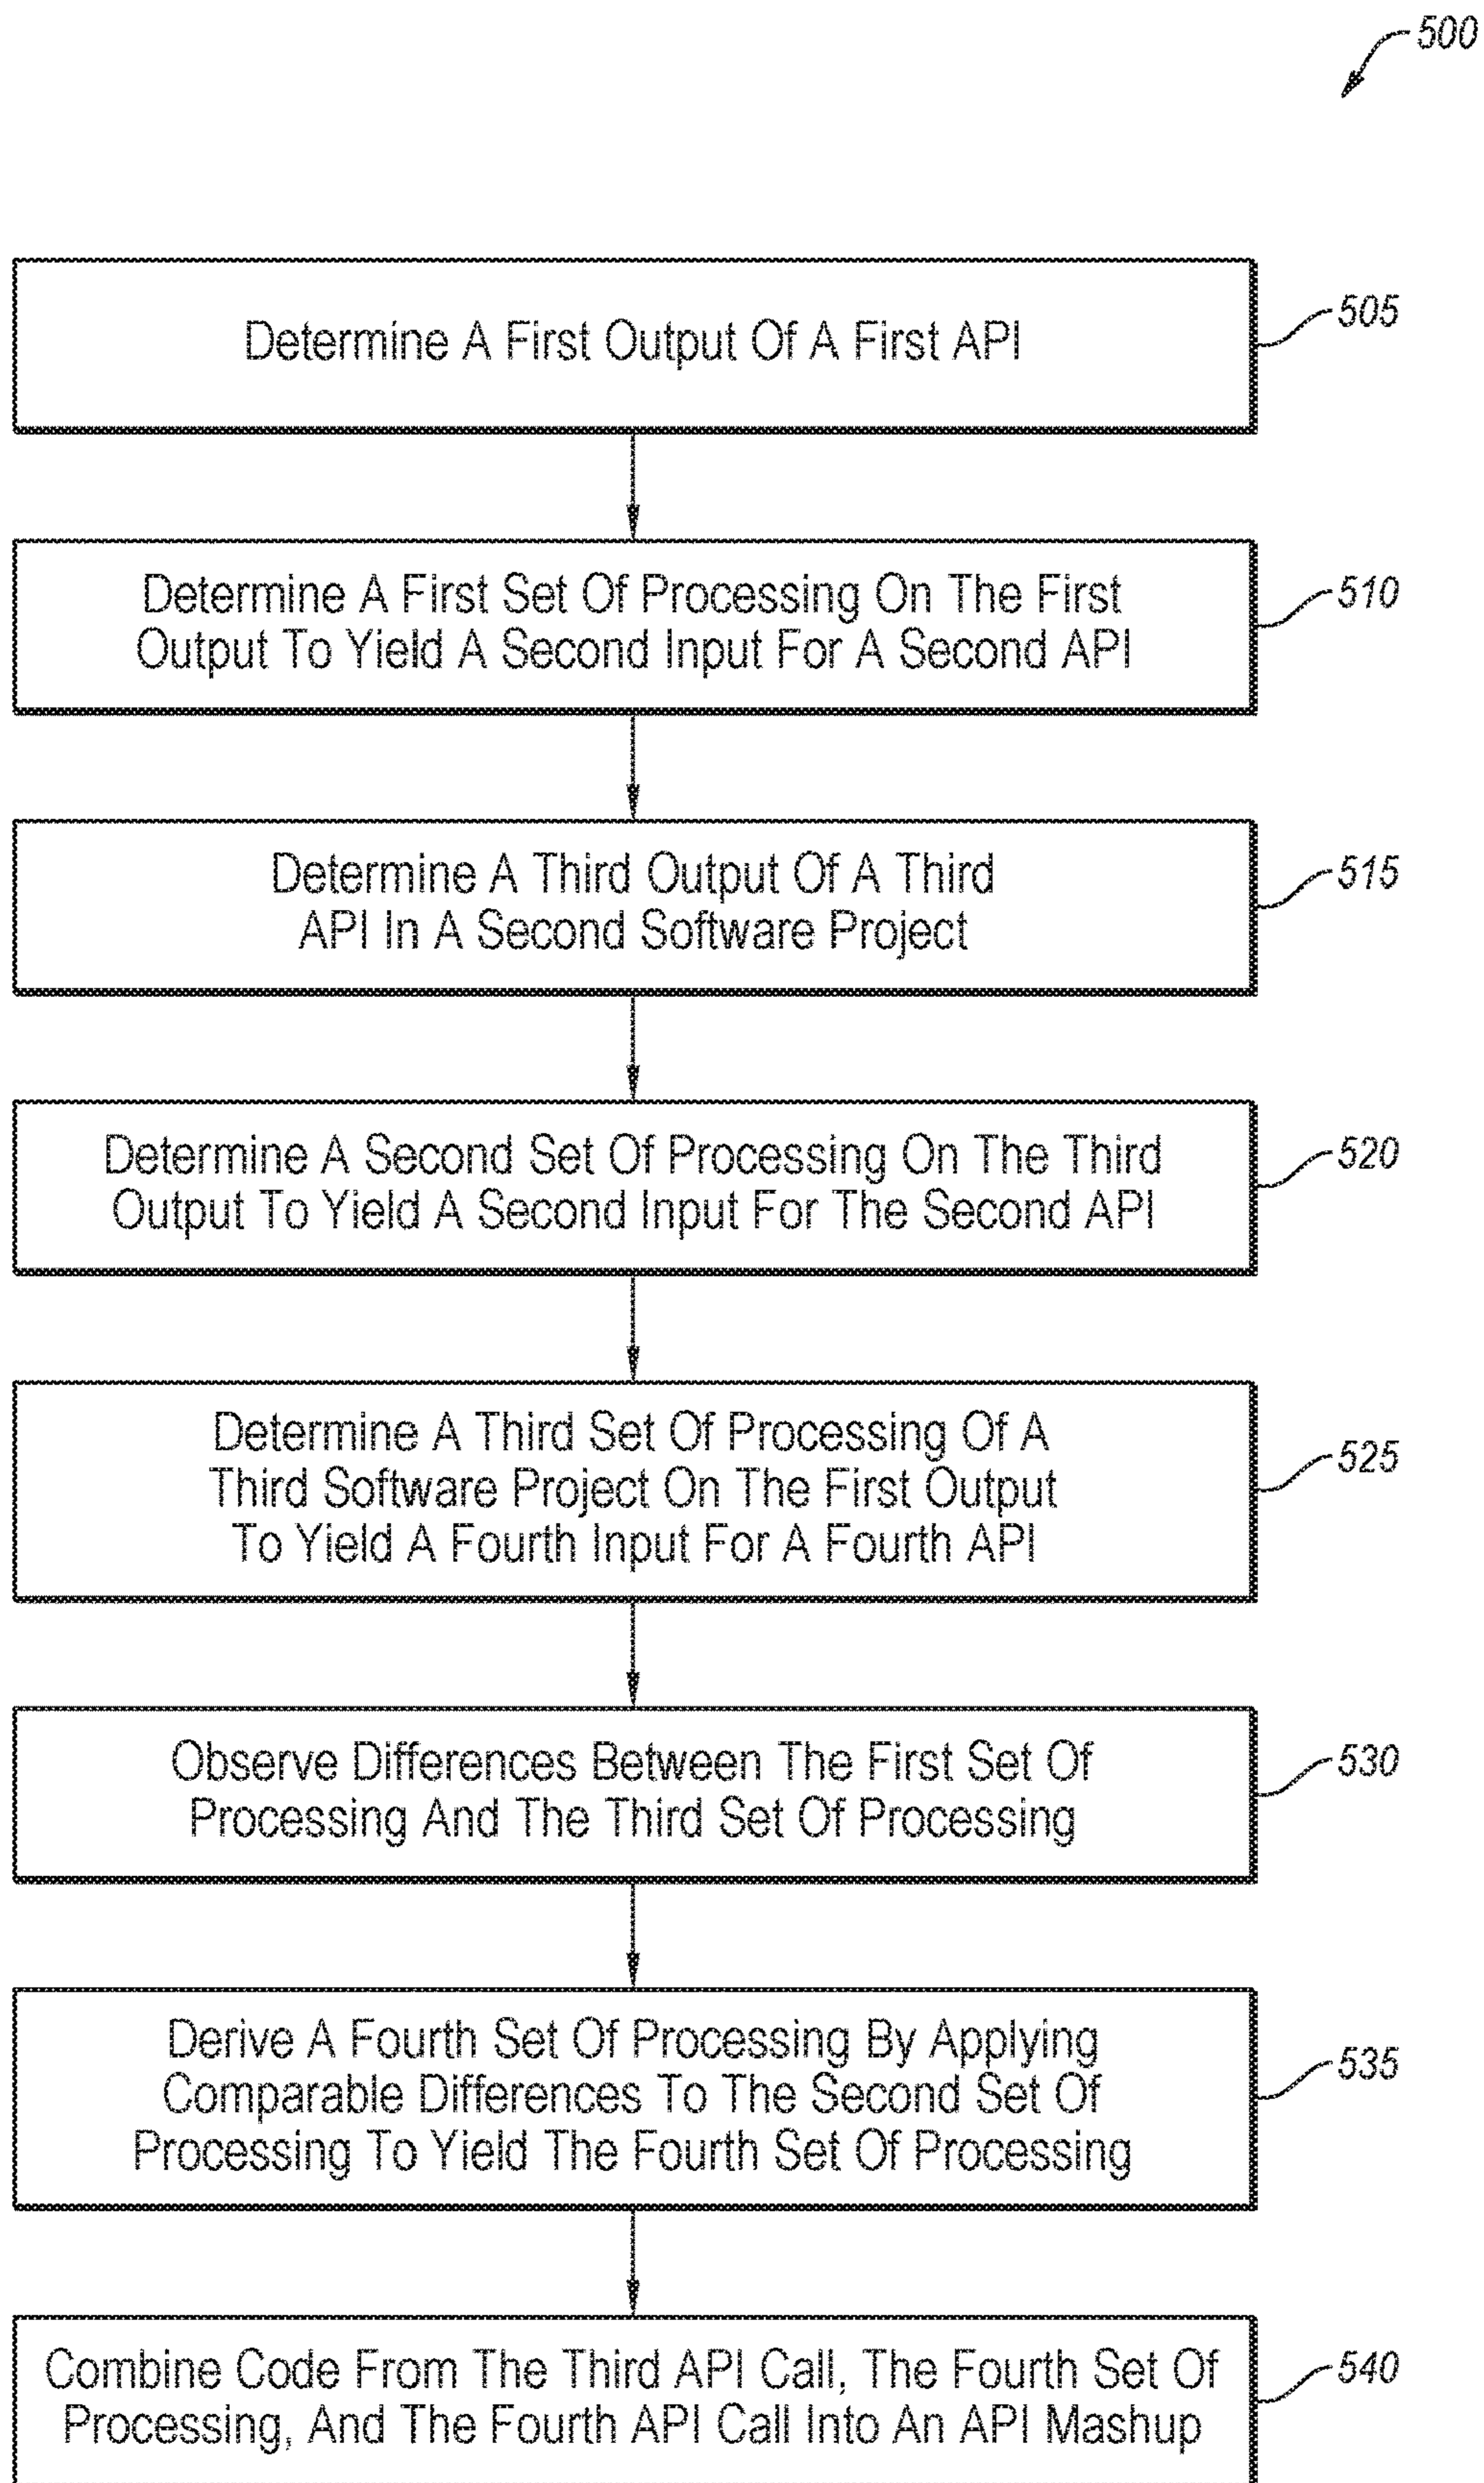 500
Determine A First Output Of A First API
505
Determine A First Set Of Processing On The First
Output To Yield A Second Input For A Second API
510
Determine A Third Output Of A Third
API In A Second Software Project
515
Determine A Second Set Of Processing On The Third
Output To Yield A Second Input For The Second API
520
Determine A Third Set Of Processing Of A
Third Software Project On The First Output
To Yield A Fourth Input For A Fourth API
525
Observe Differences Between The First Set Of
Processing And The Third Set Of Processing
530
Derive A Fourth Set Of Processing By Applying
Comparable Differences To The Second Set Of
Processing To Yield The Fourth Set Of Processing
535
Combine Code From The Third API Call, The Fourth Set Of
Processing, And The Fourth API Call Into An API Mashup
540